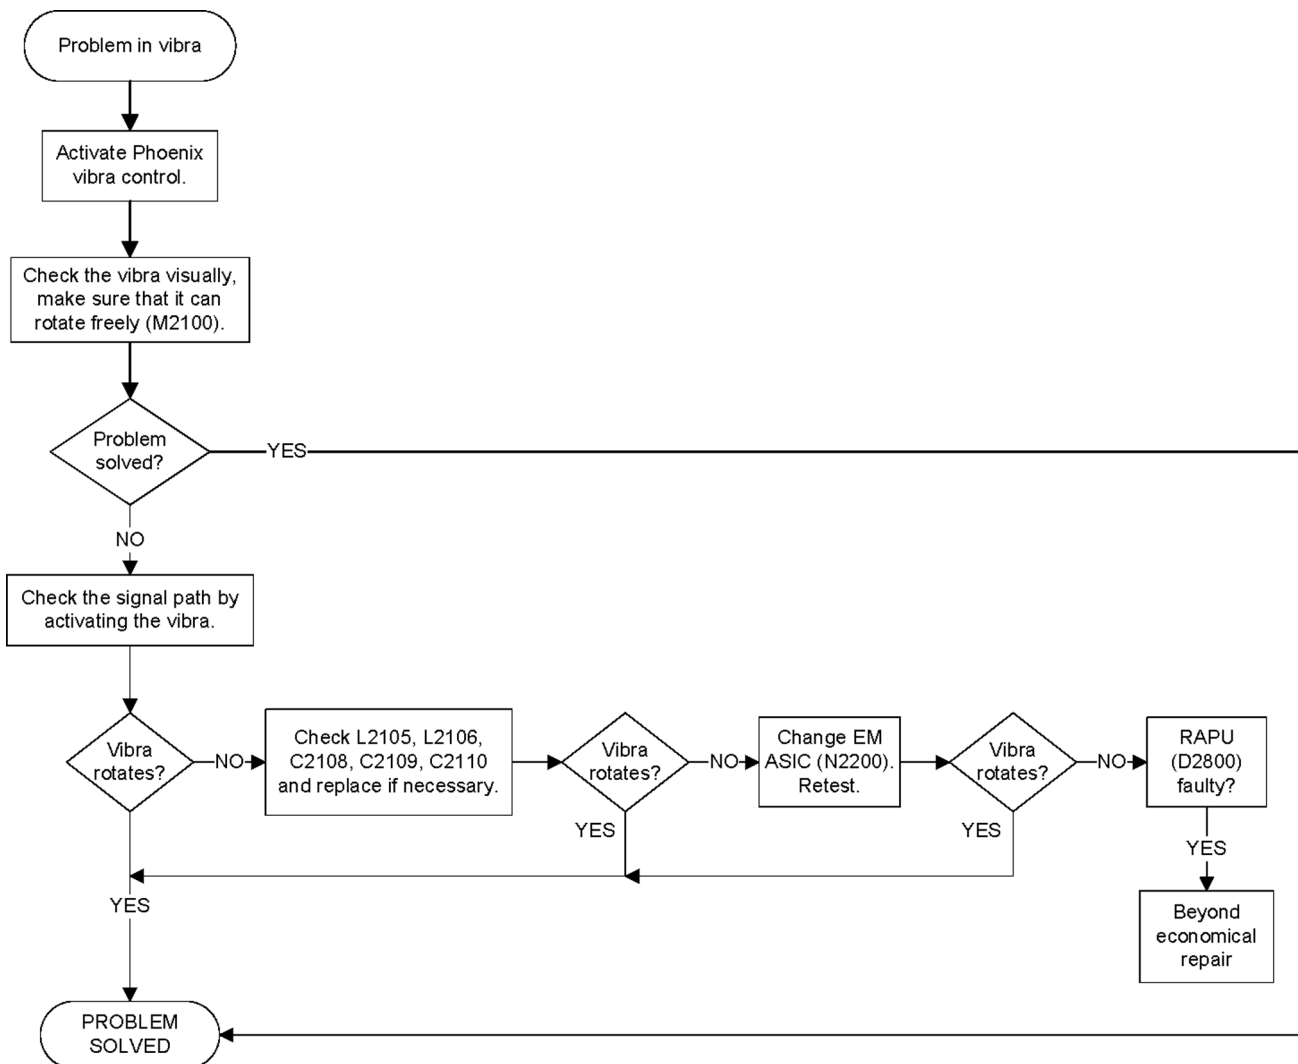 Problem in vibra
Activate Phoenix
vibra control.
Check the vibra visually,
make sure that it can
rotate freely (M2100).
Problem
solved?
YES
NO
Check the signal path by
activating the vibra.
Vibra
rotates?
NO
Check L2105, L2106,
C2108, C2109, C2110
and replace if necessary.
Vibra
rotates?
NO
Change EM
ASIC (N2200).
Retest.
Vibra
rotates?
NO
RAPU
(D2800)
faulty?
YES
YES
YES
YES
Beyond
economical
repair
PROBLEM
SOLVED